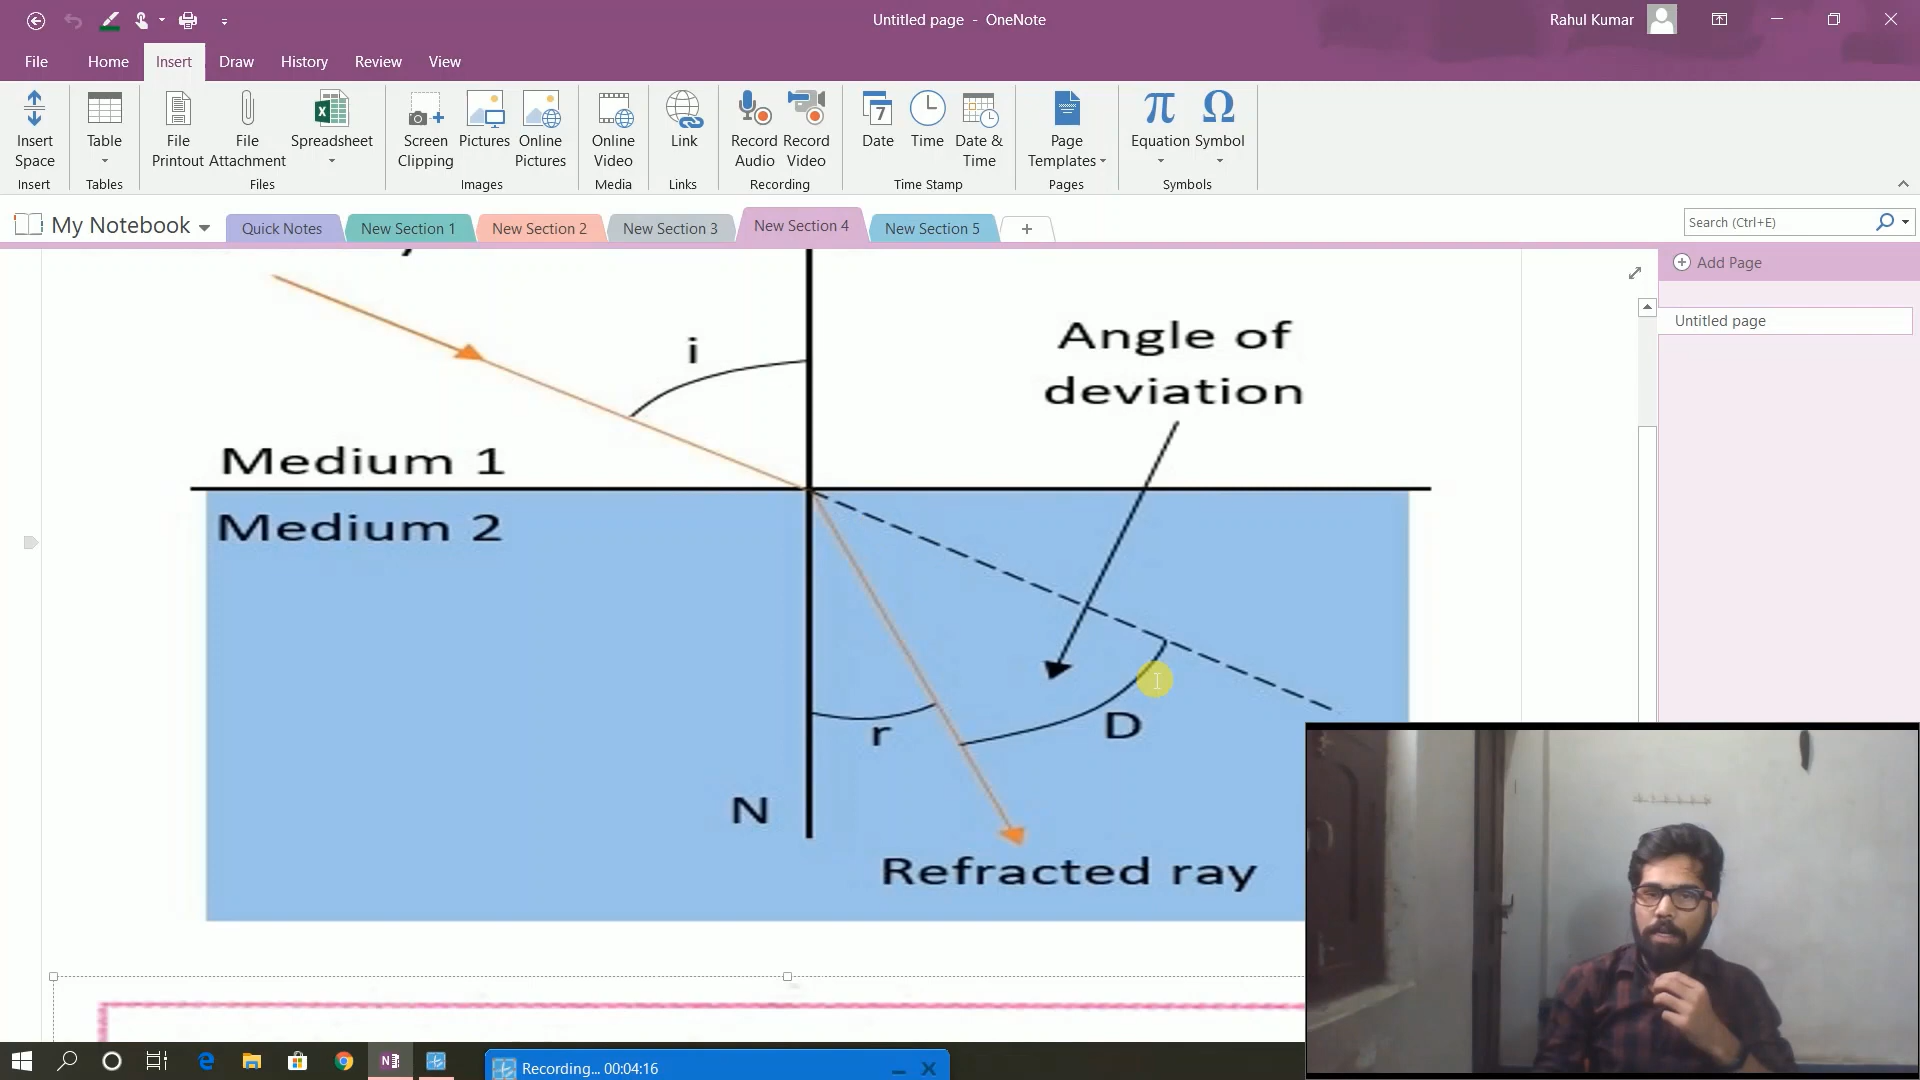 Untitled page - OneNote
Rahul Kumar
File Home Insert Draw History Review View
Insert Space
Table
File Printout
File Attachment
Spreadsheet
Screen Clipping
Pictures
Online Pictures
Online Video
Link
Record Audio
Record Video
Date
Time
Date & Time
Page Templates
Equation
Symbol
Insert Tables Files Images Media Links Recording Time Stamp Pages Symbols
My Notebook
Quick Notes New Section 1 New Section 2 New Section 3 New Section 4 New Section 5
Search (Ctrl+E)
Add Page
Untitled page
i
Angle of
deviation
Medium 1
Medium 2
r
D
N
Refracted ray
Recording... 00:04:16